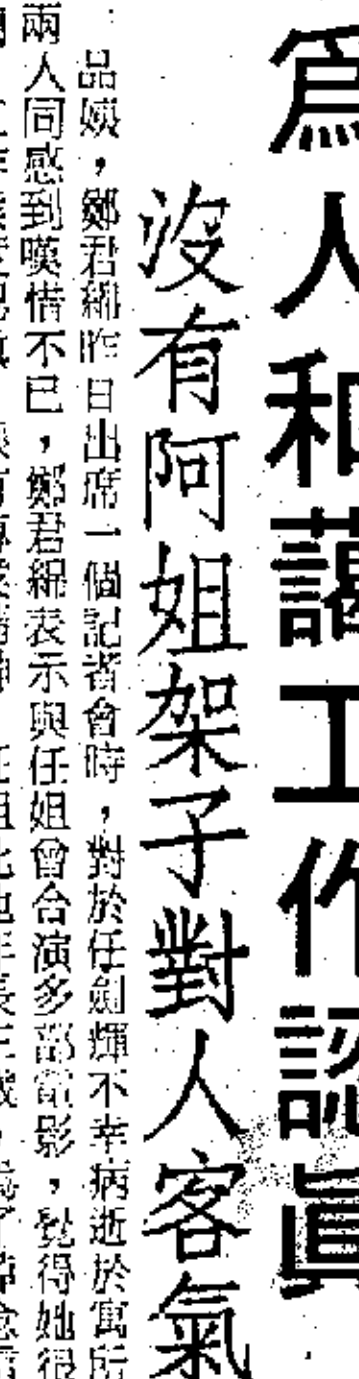 為人和藹工作認真
沒有阿姐架子對人客氣
品嫃，鄭君綿昨日出席一個記者會時，對於任劍輝不幸病逝於寓所
兩人同感到嘆惜不已，鄭君綿表示與任姐曾合演多部電影，覺得她很